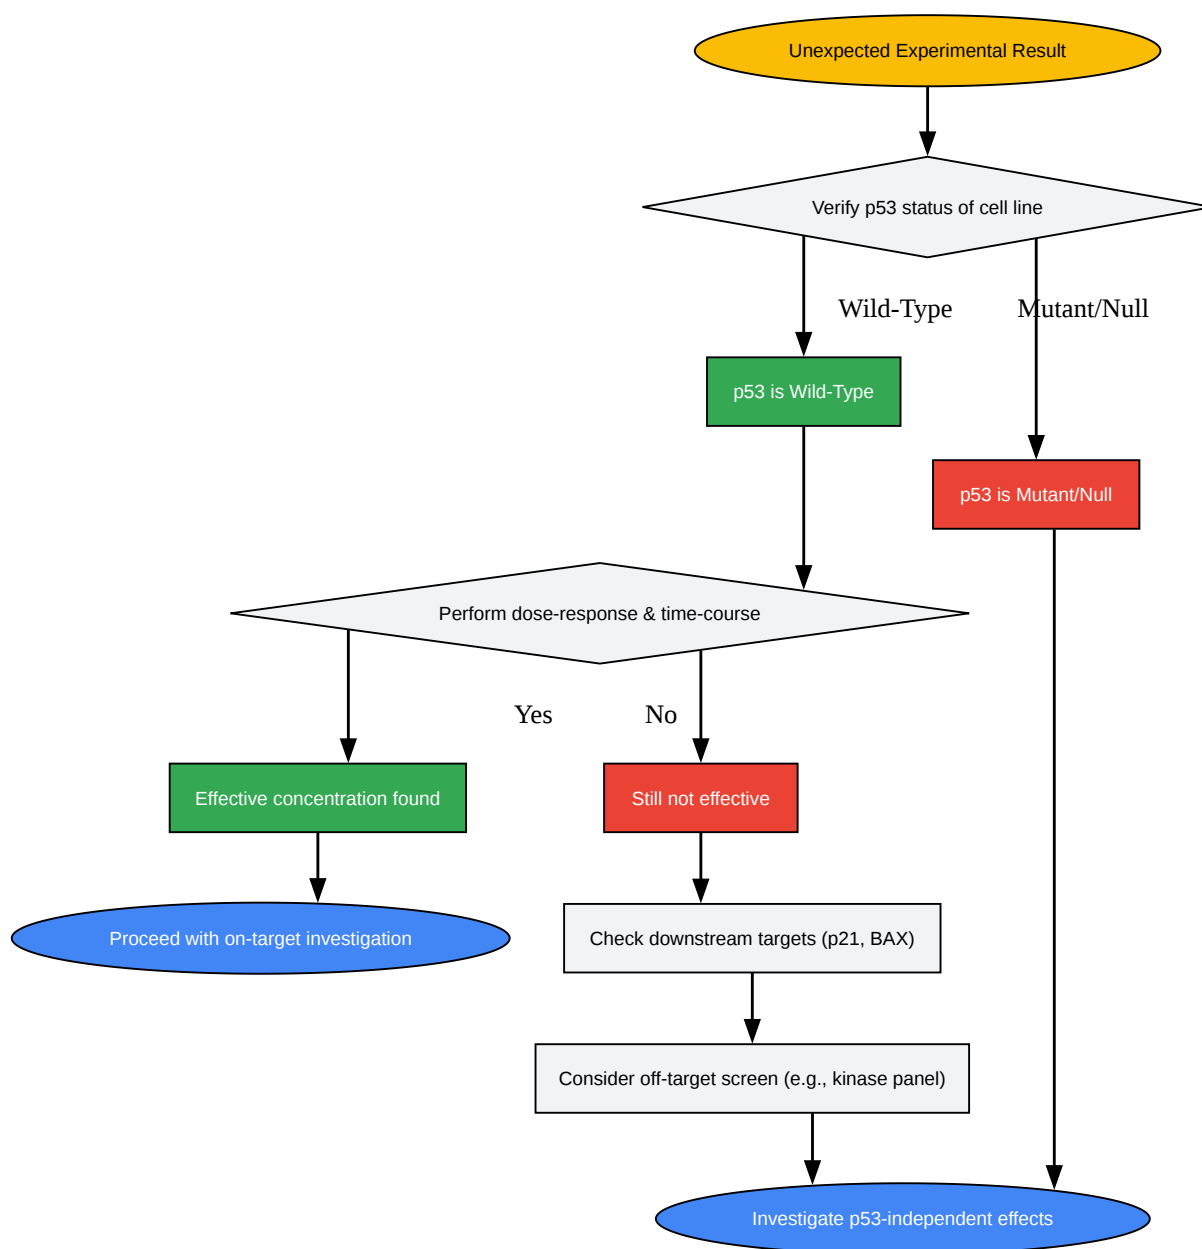 Unexpected Experimental Result
Verify p53 status of cell line
Wild-Type
Mutant/Null
p53 is Wild-Type
p53 is Mutant/Null
Perform dose-response & time-course
Yes
No
Effective concentration found
Still not effective
Check downstream targets (p21, BAX)
Proceed with on-target investigation
Consider off-target screen (e.g., kinase panel)
Investigate p53-independent effects